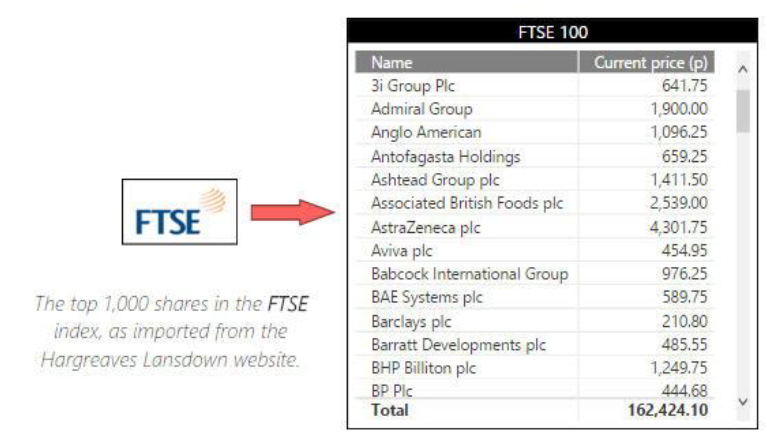 FTSE 100
Name Current price (p)
3i Group Plc 641.75
Admiral Group 1,900.00
Anglo American 1,096.25
Antofagasta Holdings 659.25
Ashtead Group plc 1,411.50
Associated British Foods plc 2,539.00
AstraZeneca plc 4,301.75
Aviva plc 454.95
Babcock International Group 976.25
BAE Systems plc 589.75
Barclays plc 210.80
Barratt Developments plc 485.55
BHP Billiton plc 1,249.75
BP Plc 444.68
Total 162,424.10
FTSE
The top 1,000 shares in the FTSE
index, as imported from the
Hargreaves Lansdown website.